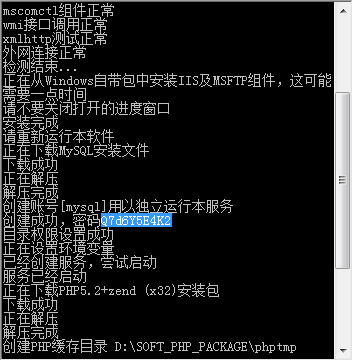 mscomctl组件正常
wmi接口调用正常
xmlhttp测试正常
外网连接正常
检测结束...
正在从Windows自带包中安装IIS及MSFTP组件，这可能
需要一点时间
请不要关闭打开的进度窗口
安装完成
请重新运行本软件
正在下载MySQL安装文件
下载成功
正在解压
解压完成
创建账号[mysql]用以独立运行本服务
创建成功，密码Q7d6Y5E4K2
目录权限设置成功
正在设置环境变量
已经创建服务，尝试启动
服务已经启动
正在下载PHP5.2+zend (x32)安装包
下载成功
正在解压
解压完成
创建PHP缓存目录 D:\SOFT_PHP_PACKAGE\phptmp